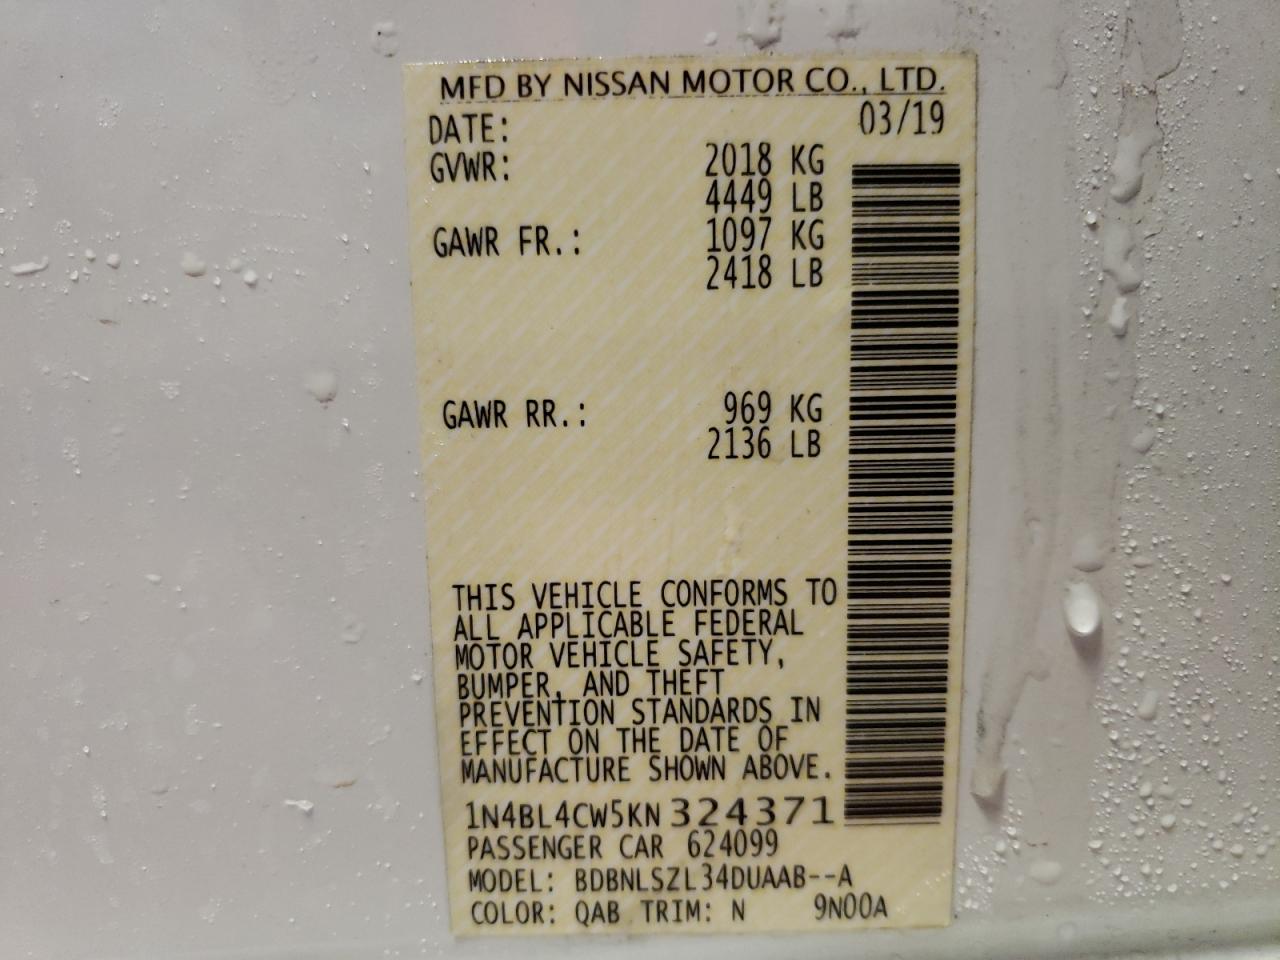 MFD BY NISSAN MOTOR CO., LTD.
DATE: 03/19
GVWR: 2018 KG
4449 LB
GAWR FR.: 1097 KG
2418 LB
GAWR RR.: 969 KG
2136 LB
THIS VEHICLE CONFORMS TO
ALL APPLICABLE FEDERAL
MOTOR VEHICLE SAFETY,
BUMPER, AND THEFT
PREVENTION STANDARDS IN
EFFECT ON THE DATE OF
MANUFACTURE SHOWN ABOVE.
1N4BL4CW5KN324371
PASSENGER CAR 624099
MODEL: BDBNLSZL34DUAAB--A
COLOR: QAB TRIM: N 9N00A